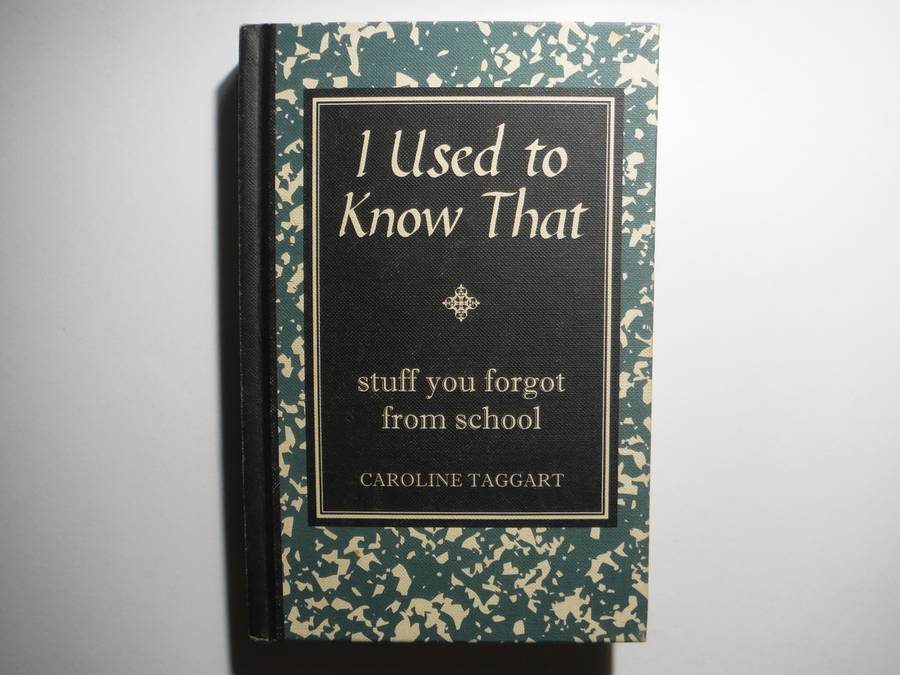 I Used to
Know That
stuff you forgot
from school
CAROLINE TAGGART